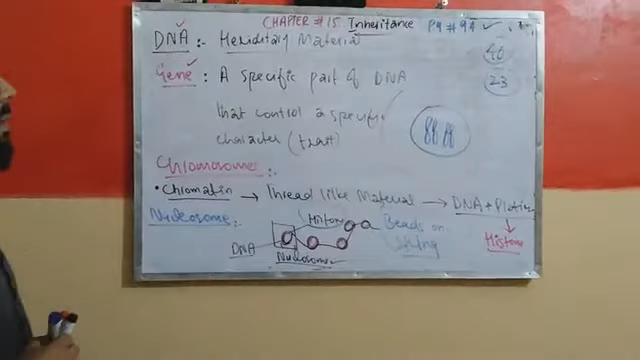 CHAPTER #15 Inheritance Pg # 94
DNA :- Hereditary Material
46
Gene : A specific part of DNA
23
that control a specific
character (trait)
Chromosome :-
• Chromatin → Thread like Material → DNA + Protein
Nucleosome :- Histone Beads on
String
Histone
DNA
Nucleosome